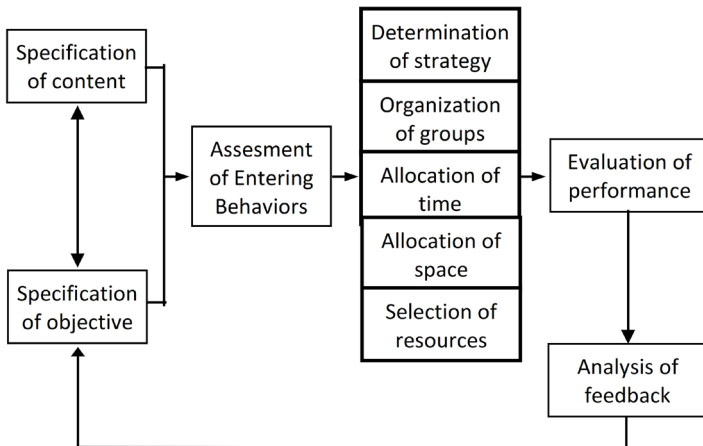 Specification
of content
Specification
of objective
Assesment
of Entering
Behaviors
Determination
of strategy
Organization
of groups
Allocation of
time
Allocation of
space
Selection of
resources
Evaluation of
performance
Analysis of
feedback